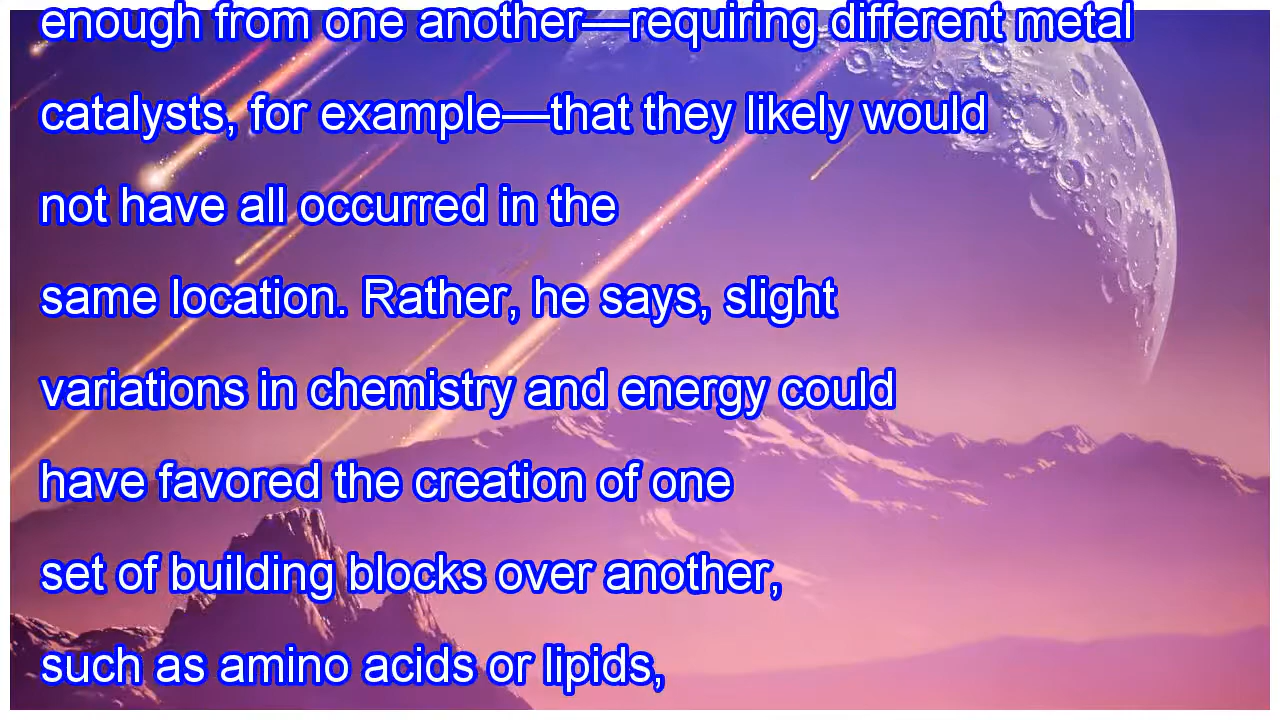 enough from one another—requiring different metal
catalysts, for example—that they likely would
not have all occurred in the
same location. Rather, he says, slight
variations in chemistry and energy could
have favored the creation of one
set of building blocks over another,
such as amino acids or lipids,